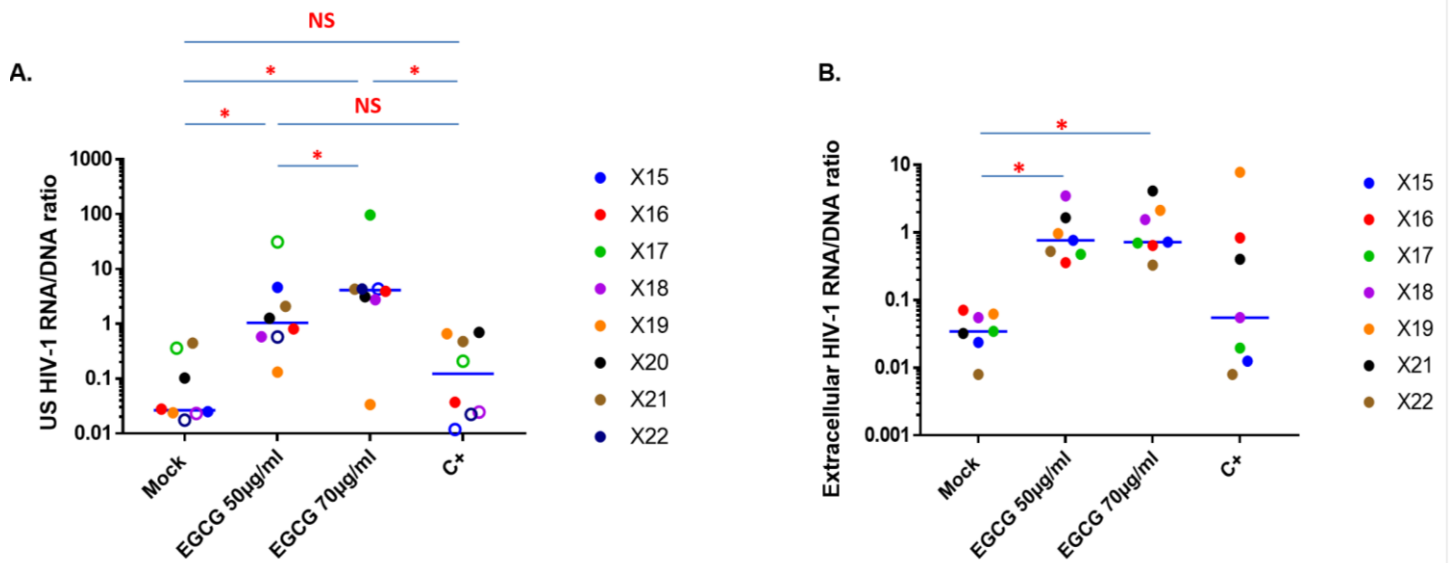 A.
NS
*
*
*
NS
*
US HIV-1 RNA/DNA ratio
1000
100
10
1
0.1
0.01
Mock
EGCG 50µg/ml
EGCG 70µg/ml
C+
X15
X16
X17
X18
X19
X20
X21
X22
B.
*
*
Extracellular HIV-1 RNA/DNA ratio
10
1
0.1
0.01
0.001
Mock
EGCG 50µg/ml
EGCG 70µg/ml
C+
X15
X16
X17
X18
X19
X21
X22